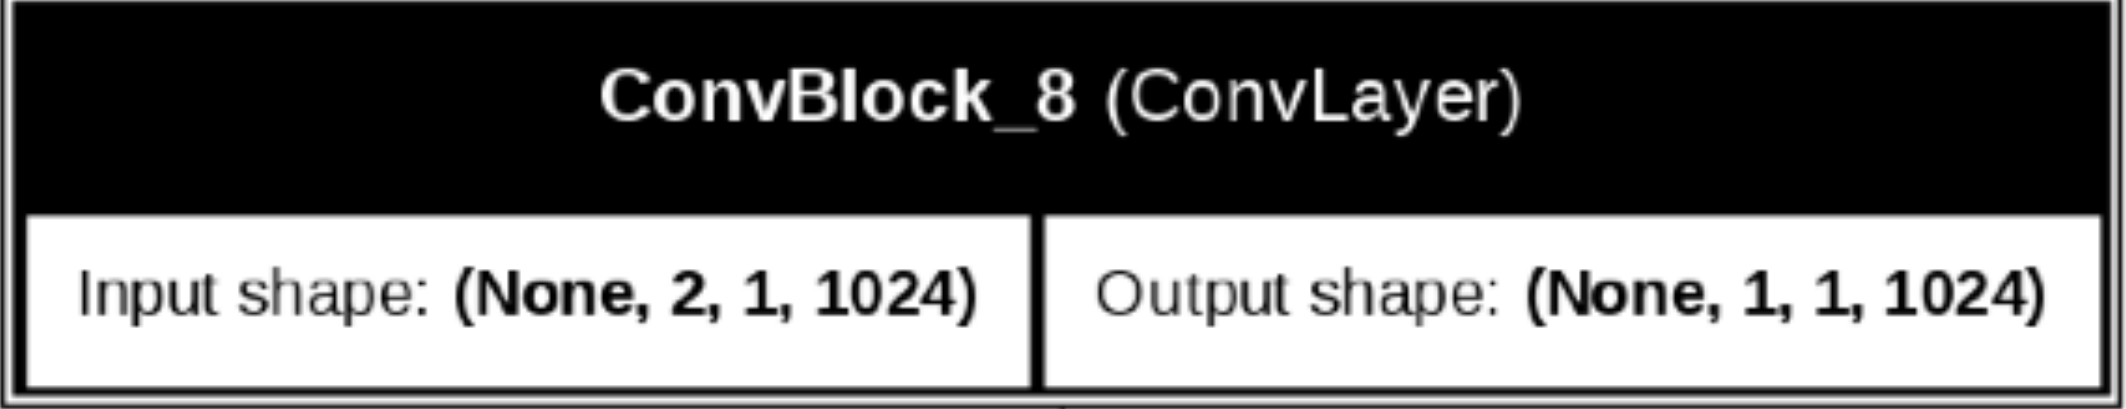 ConvBlock_8 (ConvLayer)
Input shape: (None, 2, 1, 1024)
Output shape: (None, 1, 1, 1024)